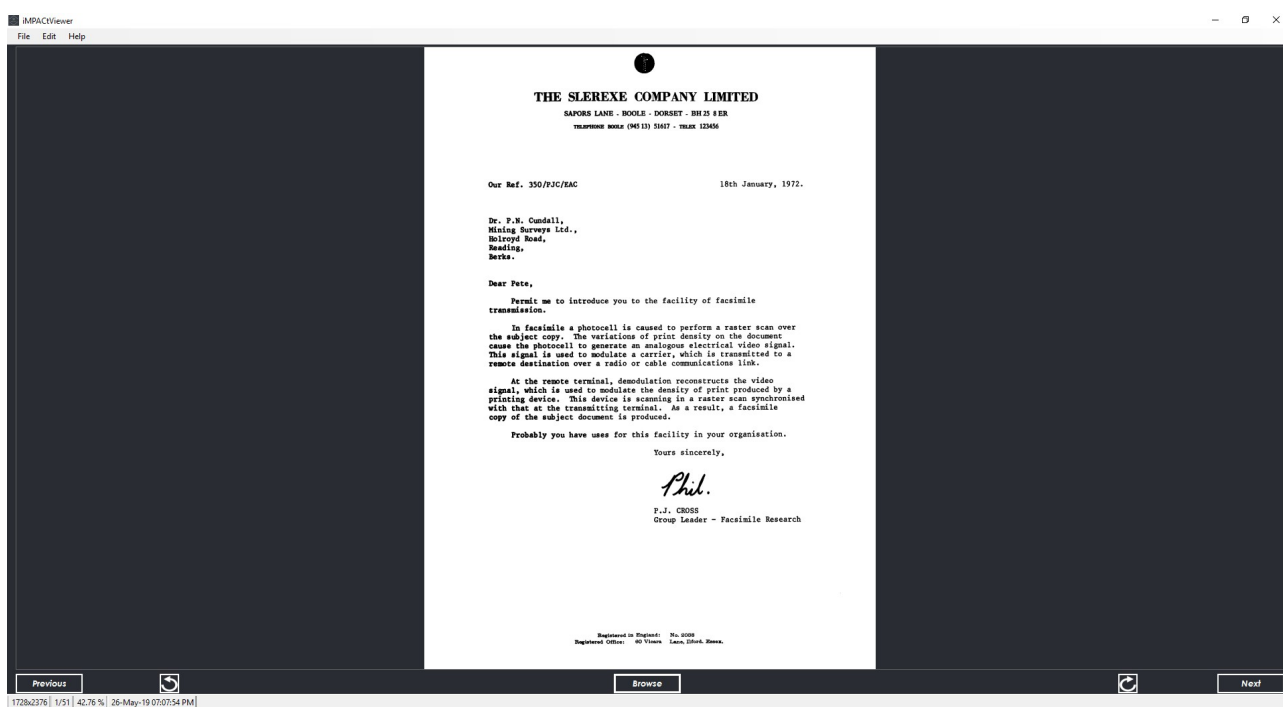 iMPACtViewer
File Edit Help
THE SLEREXE COMPANY LIMITED
SAPORS LANE - BOOLE - DORSET - BH 25 8 ER
TELEPHONE BOOLE (945 13) 51617 - TELEX 123456
Our Ref. 350/PJC/EAC 18th January, 1972.
Dr. P.N. Cundall,
Mining Surveys Ltd.,
Holroyd Road,
Reading,
Berks.
Dear Pete,
Permit me to introduce you to the facility of facsimile
transmission.
In facsimile a photocell is caused to perform a raster scan over
the subject copy. The variations of print density on the document
cause the photocell to generate an analogous electrical video signal.
This signal is used to modulate a carrier, which is transmitted to a
remote destination over a radio or cable communications link.
At the remote terminal, demodulation reconstructs the video
signal, which is used to modulate the density of print produced by a
printing device. This device is scanning in a raster scan synchronised
with that at the transmitting terminal. As a result, a facsimile
copy of the subject document is produced.
Probably you have uses for this facility in your organisation.
Yours sincerely,
Phil.
P.J. CROSS
Group Leader - Facsimile Research
Registered in England: No. 2038
Registered Office: 60 Vicara Lane, Ilford, Essex.
Previous Browse Next
1728x2376 1/51 42.76 % 26-May-19 07:07:54 PM